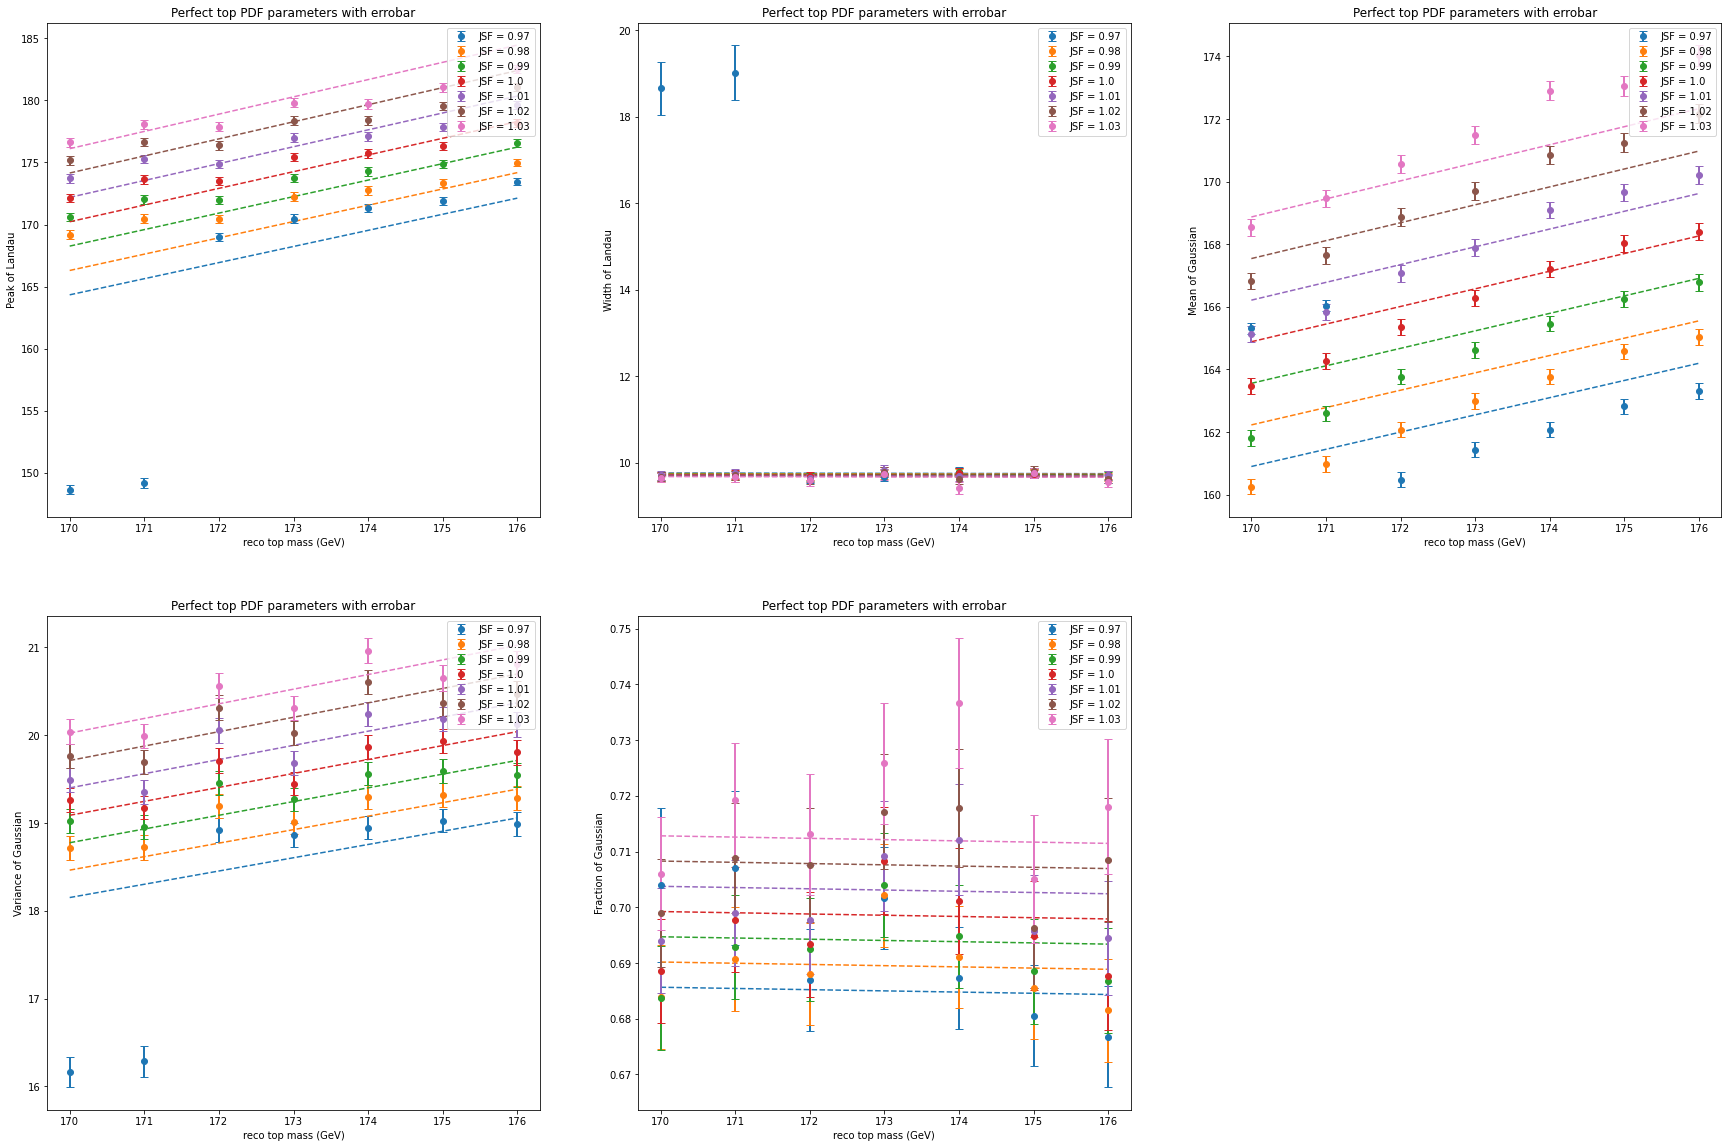 Perfect top PDF parameters with errobar
JSF = 0.97
JSF = 0.98
JSF = 0.99
JSF = 1.0
JSF = 1.01
JSF = 1.02
JSF = 1.03
185
180
175
170
165
160
155
150
Peak of Landau
170 171 172 173 174 175 176
reco top mass (GeV)
Perfect top PDF parameters with errobar
JSF = 0.97
JSF = 0.98
JSF = 0.99
JSF = 1.0
JSF = 1.01
JSF = 1.02
JSF = 1.03
20
18
16
14
12
10
Width of Landau
170 171 172 173 174 175 176
reco top mass (GeV)
Perfect top PDF parameters with errobar
JSF = 0.97
JSF = 0.98
JSF = 0.99
JSF = 1.0
JSF = 1.01
JSF = 1.02
JSF = 1.03
174
172
170
168
166
164
162
160
Mean of Gaussian
170 171 172 173 174 175 176
reco top mass (GeV)
Perfect top PDF parameters with errobar
JSF = 0.97
JSF = 0.98
JSF = 0.99
JSF = 1.0
JSF = 1.01
JSF = 1.02
JSF = 1.03
21
20
19
18
17
16
Variance of Gaussian
170 171 172 173 174 175 176
reco top mass (GeV)
Perfect top PDF parameters with errobar
JSF = 0.97
JSF = 0.98
JSF = 0.99
JSF = 1.0
JSF = 1.01
JSF = 1.02
JSF = 1.03
0.75
0.74
0.73
0.72
0.71
0.70
0.69
0.68
0.67
Fraction of Gaussian
170 171 172 173 174 175 176
reco top mass (GeV)